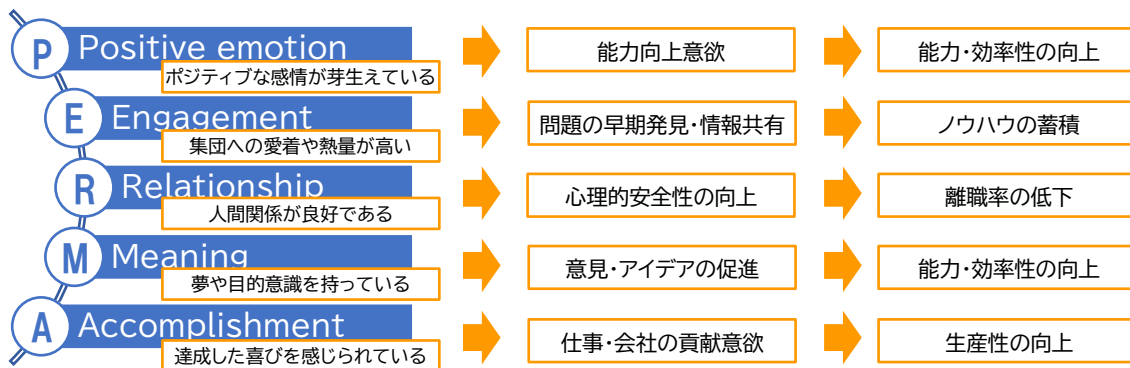 P Positive emotion
ポジティブな感情が芽生えている
能力向上意欲
能力・効率性の向上
E Engagement
集団への愛着や熱量が高い
問題の早期発見・情報共有
ノウハウの蓄積
R Relationship
人間関係が良好である
心理的安全性の向上
離職率の低下
M Meaning
夢や目的意識を持っている
意見・アイデアの促進
能力・効率性の向上
A Accomplishment
達成した喜びを感じられている
仕事・会社の貢献意欲
生産性の向上